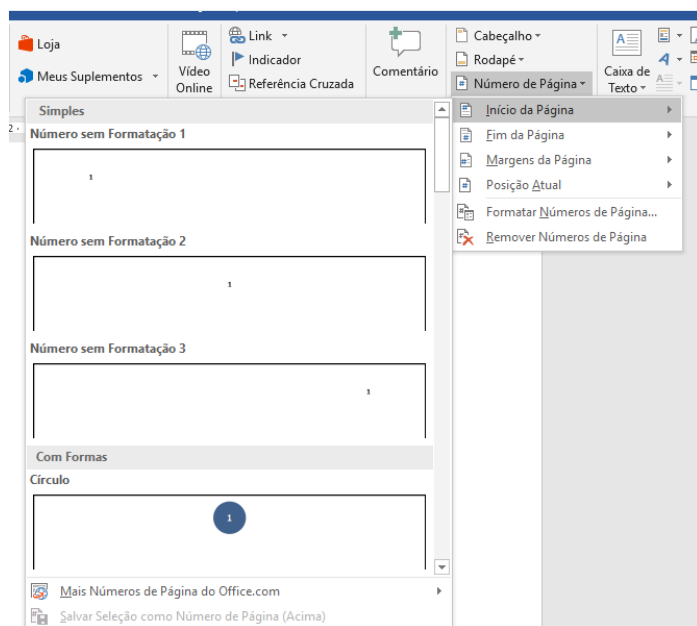 Loja
Meus Suplementos
Vídeo
Online
Link
Indicador
Referência Cruzada
Comentário
Cabeçalho
Rodapé
Número de Página
A
Caixa de
Texto
A
A
2
Início da Página
Fim da Página
Margens da Página
Posição Atual
Formatar Números de Página...
Remover Números de Página
Simples
Número sem Formatação 1
1
Número sem Formatação 2
1
Número sem Formatação 3
1
Com Formas
Círculo
1
Mais Números de Página do Office.com
Salvar Seleção como Número de Página (Acima)